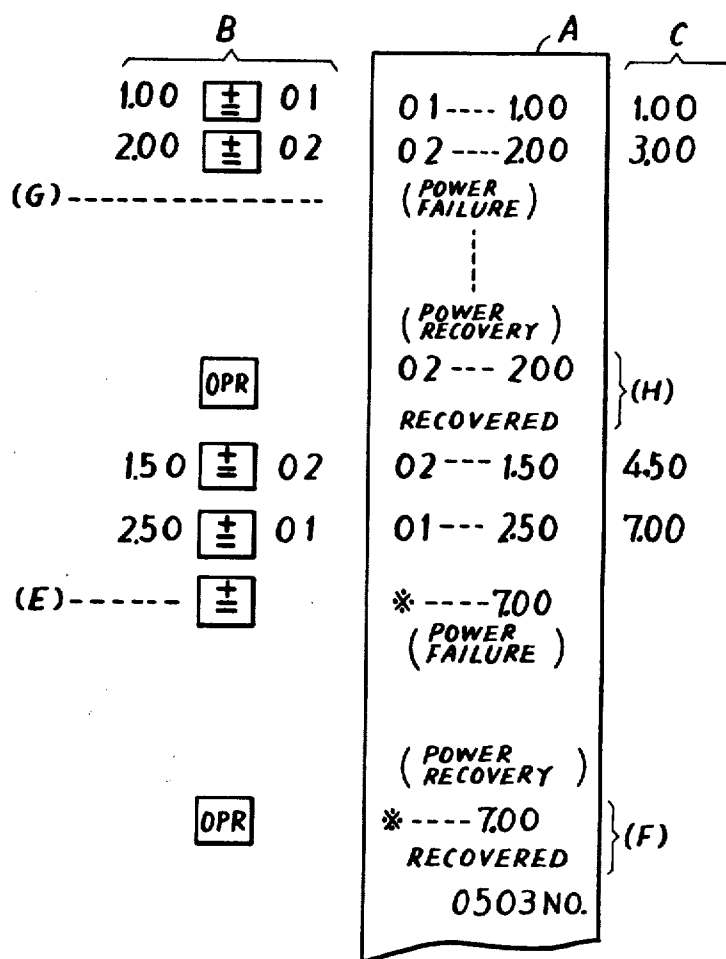 B A C
1.00 ± 01 01---- 1.00 1.00
2.00 ± 02 02----2.00 3.00
(G)---------------- (POWER FAILURE)
(POWER RECOVERY)
OPR 02---200 (H)
RECOVERED
1.50 ± 02 02---1.50 4.50
2.50 ± 01 01---2.50 7.00
(E)------ ± ※----7.00
(POWER FAILURE)
(POWER RECOVERY)
OPR ※----7.00 (F)
RECOVERED
0503 NO.